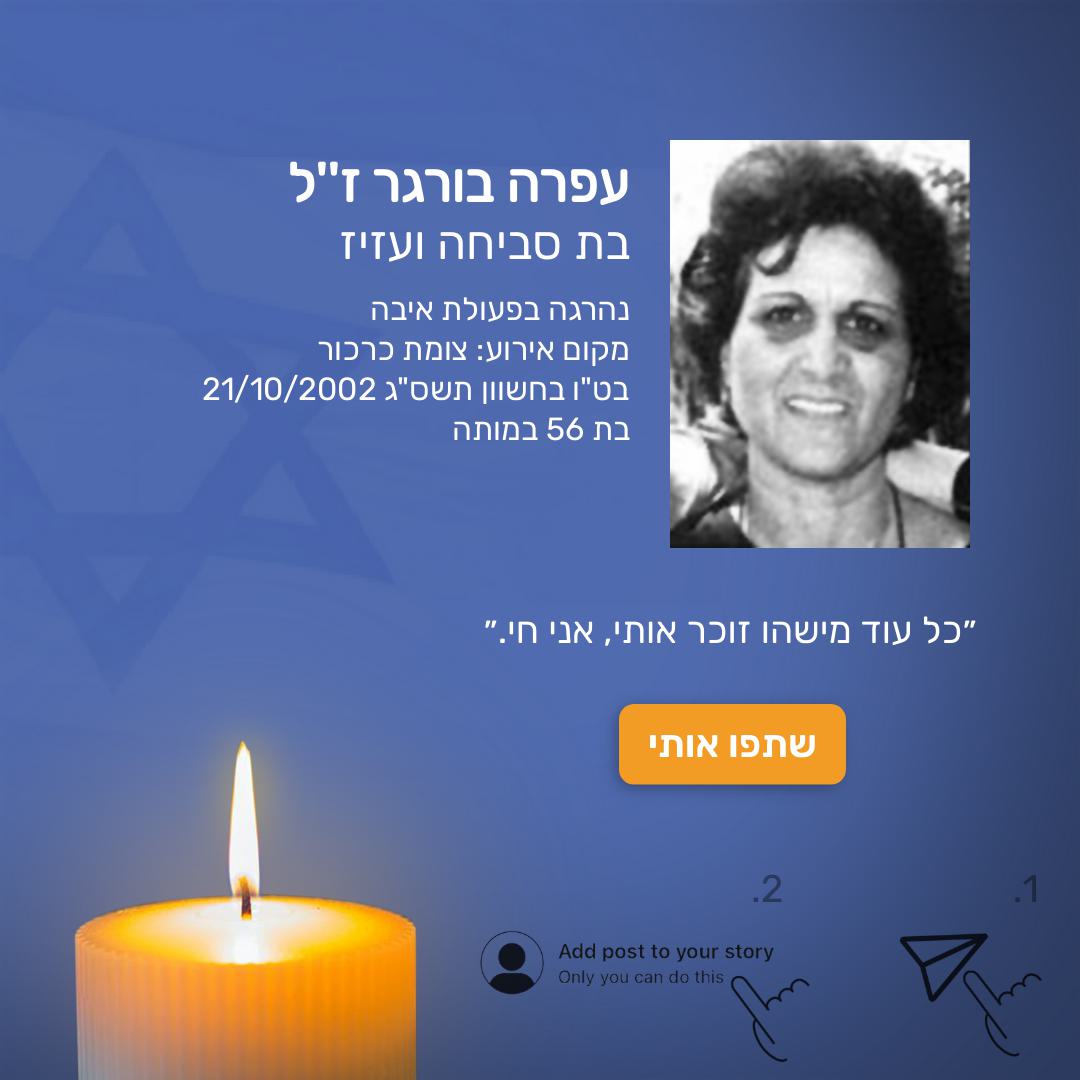 עפרה בורגר ז"ל
בת סביחה ועזיז
נהרגה בפעולת איבה
מקום אירוע: צומת כרכור
בט"ו בחשוון תשס"ג 21/10/2002
בת 56 במותה
״כל עוד מישהו זוכר אותי, אני חי.״
שתפו אותי
1.
2.
Add post to your story
Only you can do this